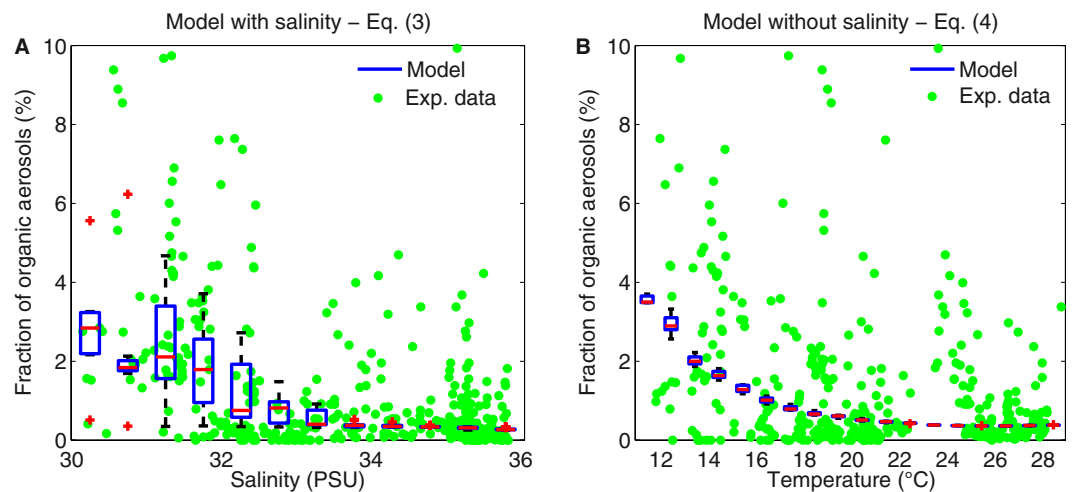 Model with salinity – Eq. (3)
A
Fraction of organic aerosols (%)
10
8
6
4
2
0
Model
Exp. data
30
32
34
36
Salinity (PSU)
Model without salinity – Eq. (4)
B
Fraction of organic aerosols (%)
10
8
6
4
2
0
Model
Exp. data
12
14
16
18
20
22
24
26
28
Temperature (°C)